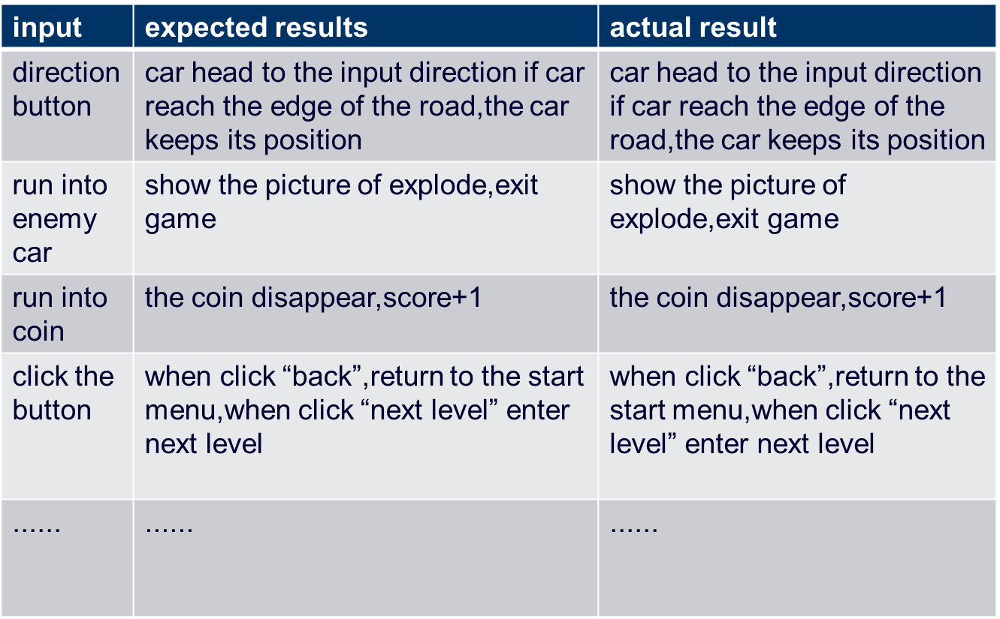 input
expected results
actual result
direction
button
car head to the input direction if car
reach the edge of the road,the car
keeps its position
car head to the input direction
if car reach the edge of the
road,the car keeps its position
run into
enemy
car
show the picture of explode,exit
game
show the picture of
explode,exit game
run into
coin
the coin disappear,score+1
the coin disappear,score+1
click the
button
when click “back”,return to the start
menu,when click “next level” enter
next level
when click “back”,return to the
start menu,when click “next
level” enter next level
......
......
......